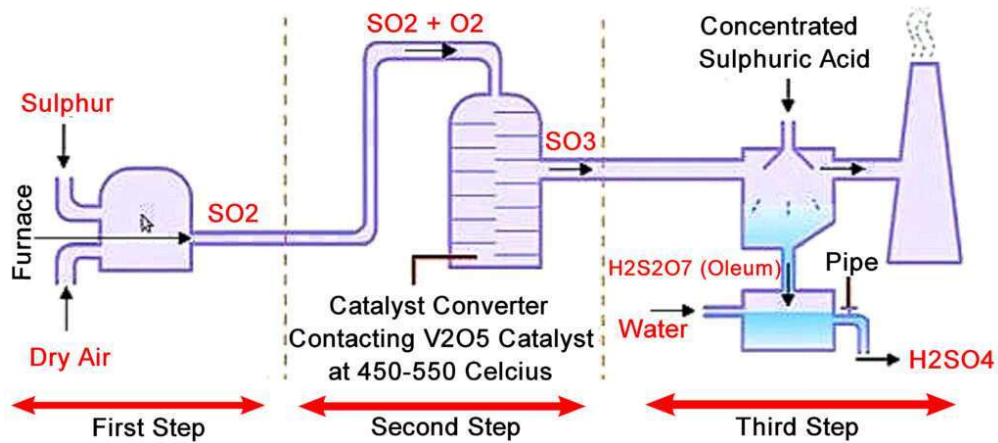 SO2 + O2
Concentrated
Sulphuric Acid
Sulphur
SO3
Furnace
SO2
H2S2O7 (Oleum)
Pipe
Catalyst Converter
Contacting V2O5 Catalyst
at 450-550 Celcius
Water
Dry Air
H2SO4
First Step
Second Step
Third Step